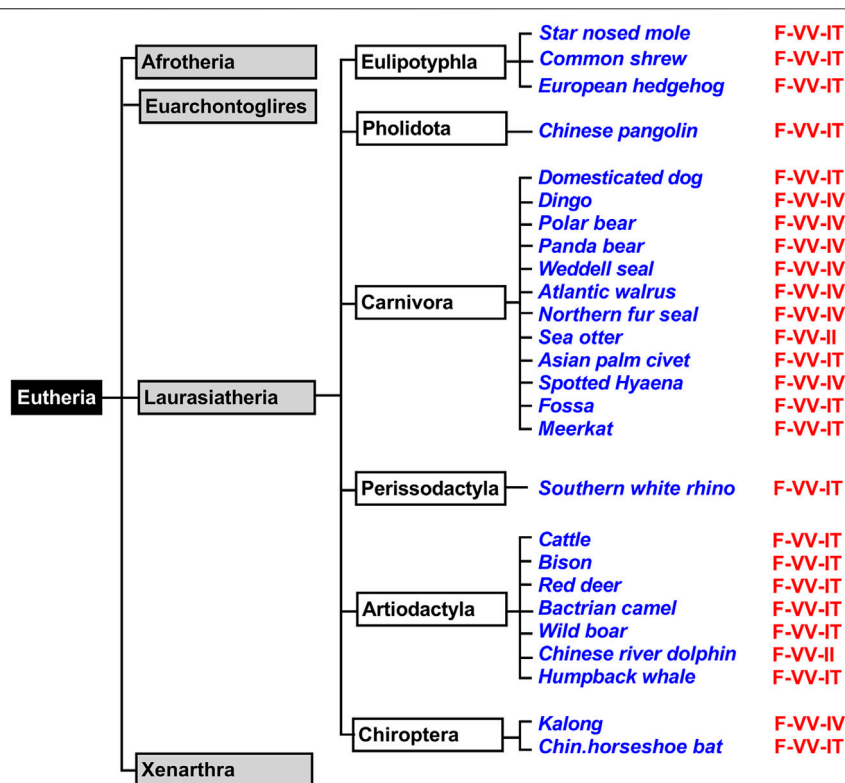 Eutheria
Afrotheria
Euarchontoglires
Laurasiatheria
Xenarthra
Eulipotyphla
Star nosed mole F-VV-IT
Common shrew F-VV-IT
European hedgehog F-VV-IT
Pholidota
Chinese pangolin F-VV-IT
Carnivora
Domesticated dog F-VV-IT
Dingo F-VV-IV
Polar bear F-VV-IV
Panda bear F-VV-IV
Weddell seal F-VV-IV
Atlantic walrus F-VV-IV
Northern fur seal F-VV-IV
Sea otter F-VV-II
Asian palm civet F-VV-IT
Spotted Hyaena F-VV-IV
Fossa F-VV-IT
Meerkat F-VV-IT
Perissodactyla
Southern white rhino F-VV-IT
Artiodactyla
Cattle F-VV-IT
Bison F-VV-IT
Red deer F-VV-IT
Bactrian camel F-VV-IT
Wild boar F-VV-IT
Chinese river dolphin F-VV-II
Humpback whale F-VV-IT
Chiroptera
Kalong F-VV-IV
Chin.horseshoe bat F-VV-IT